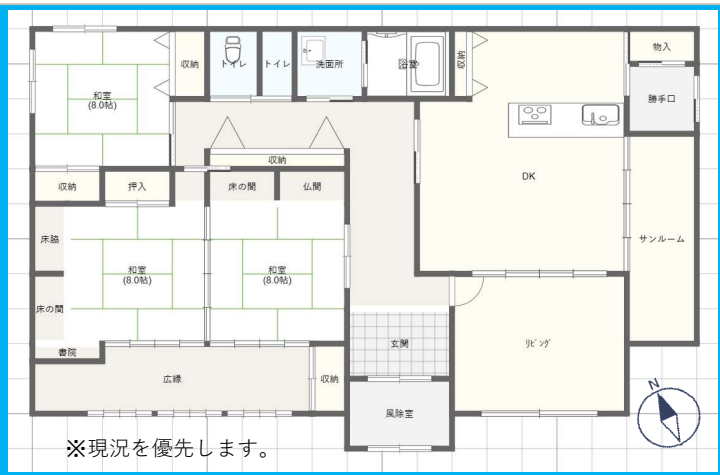 収納
トイレ
トイレ
洗面所
浴室
収納
物入
和室
(8.0帖)
勝手口
収納
DK
収納
押入
床の間
仏間
床脇
サンルーム
和室
(8.0帖)
和室
(8.0帖)
床の間
玄関
リビング
書院
広縁
収納
風除室
N
※現況を優先します。